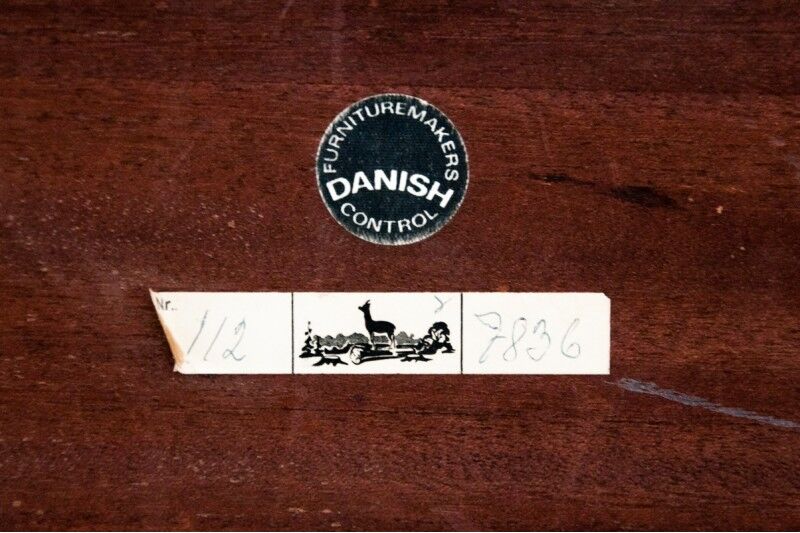 FURNITUREMAKERS
DANISH
CONTROL
Nr. 112 7836